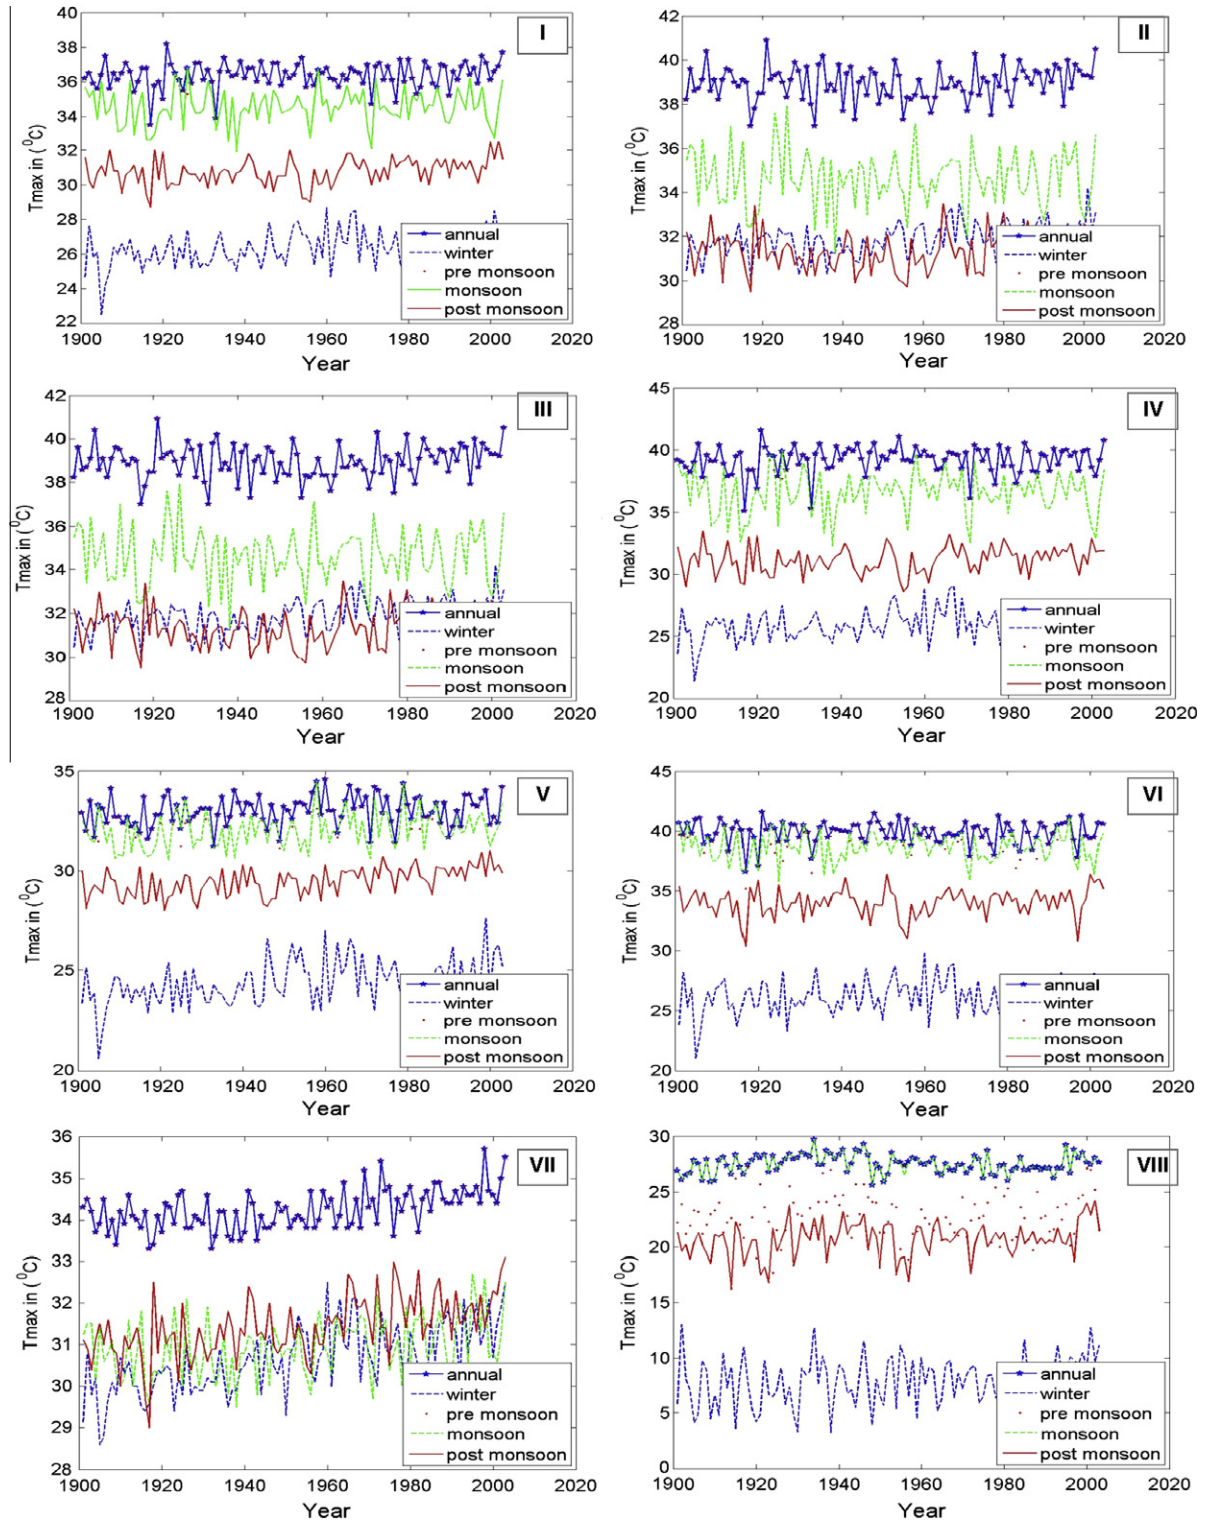 I
40
38
36
34
32
30
28
26
24
22
Tmax in (⁰C)
annual
winter
pre monsoon
monsoon
post monsoon
1900 1920 1940 1960 1980 2000 2020
Year
II
42
40
38
36
34
32
30
28
Tmax in (⁰C)
annual
winter
pre monsoon
monsoon
post monsoon
1900 1920 1940 1960 1980 2000 2020
Year
III
42
40
38
36
34
32
30
28
Tmax in (⁰C)
annual
winter
pre monsoon
monsoon
post monsoon
1900 1920 1940 1960 1980 2000 2020
Year
IV
45
40
35
30
25
20
Tmax in (⁰C)
annual
winter
pre monsoon
monsoon
post monsoon
1900 1920 1940 1960 1980 2000 2020
Year
V
35
30
25
20
Tmax in (⁰C)
annual
winter
pre monsoon
monsoon
post monsoon
1900 1920 1940 1960 1980 2000 2020
Year
VI
45
40
35
30
25
20
Tmax in (⁰C)
annual
winter
pre monsoon
monsoon
post monsoon
1900 1920 1940 1960 1980 2000 2020
Year
VII
36
35
34
33
32
31
30
29
28
Tmax in (⁰C)
annual
winter
pre monsoon
monsoon
post monsoon
1900 1920 1940 1960 1980 2000 2020
Year
VIII
30
25
20
15
10
5
0
Tmax in (⁰C)
annual
winter
pre monsoon
monsoon
post monsoon
1900 1920 1940 1960 1980 2000 2020
Year